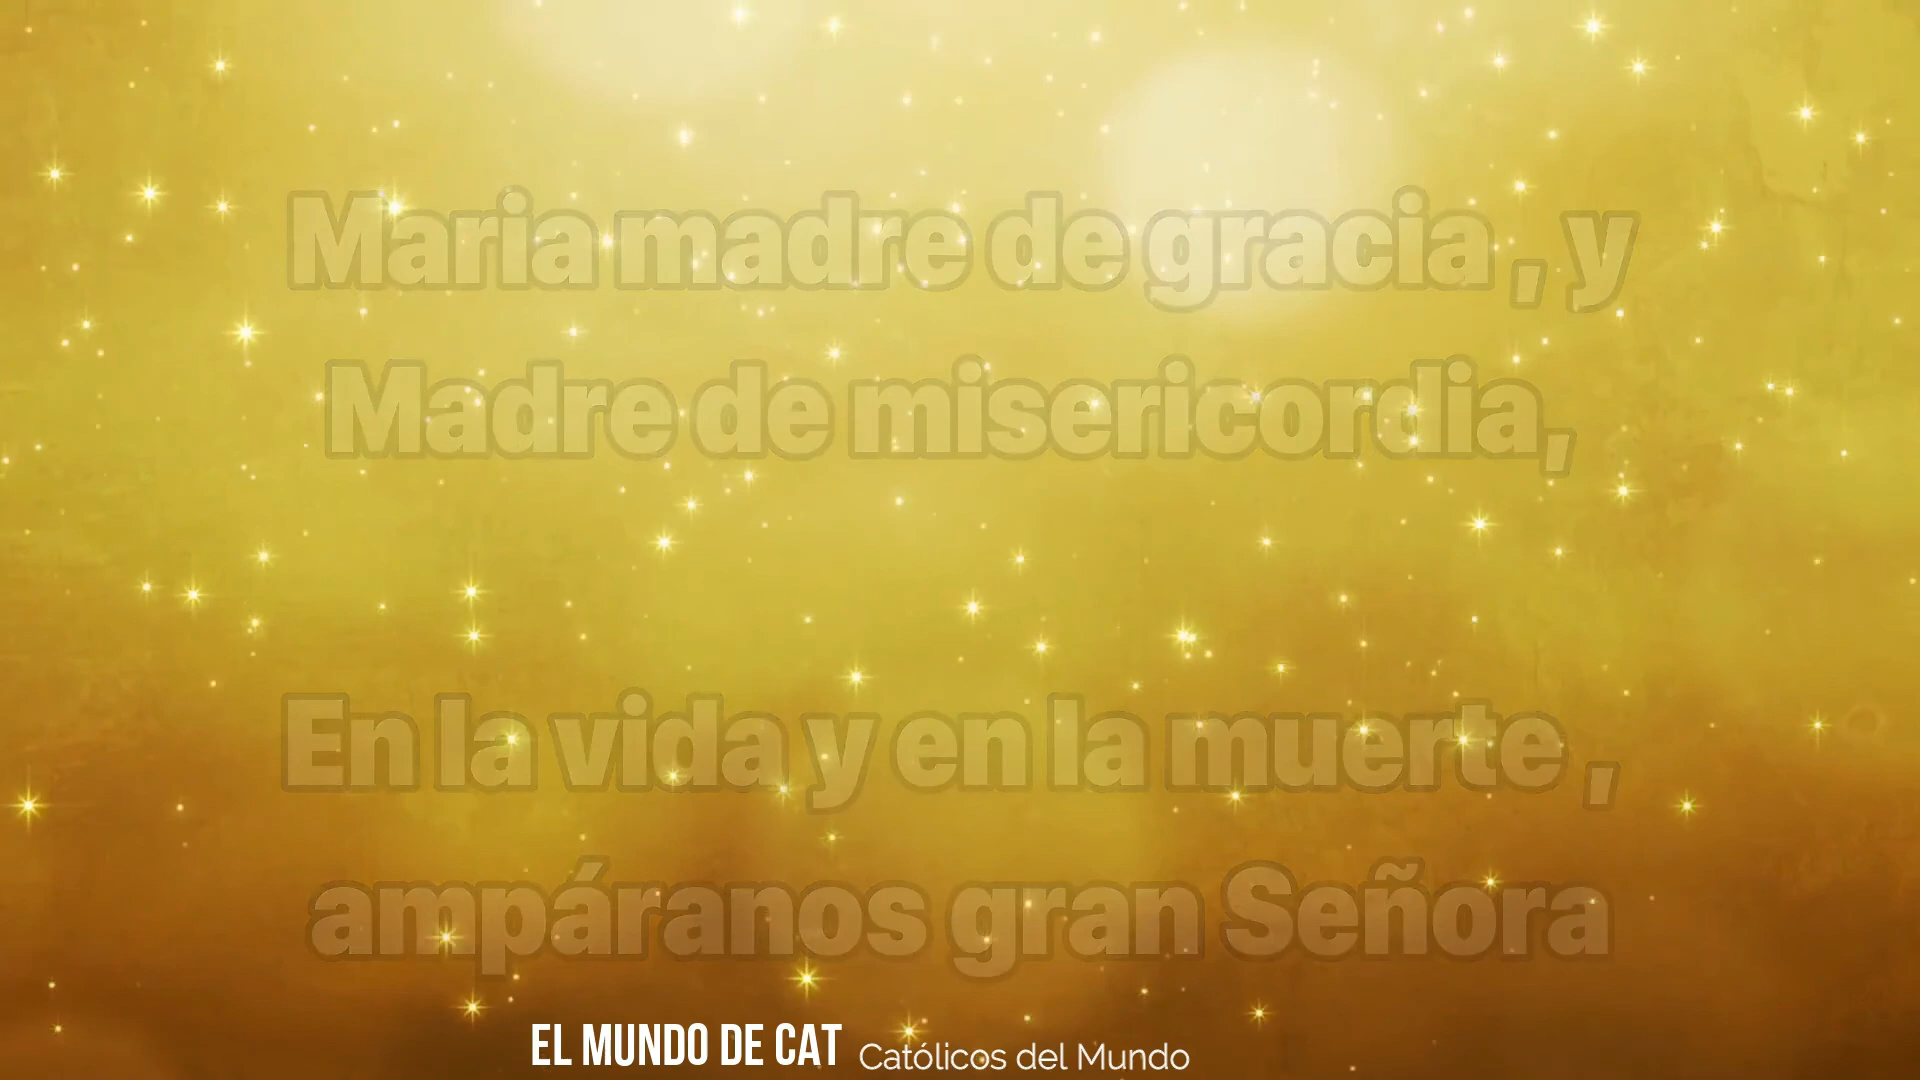 Maria madre de gracia , y
Madre de misericordia,
En la vida y en la muerte ,
ampáranos gran Señora
EL MUNDO DE CAT Católicos del Mundo